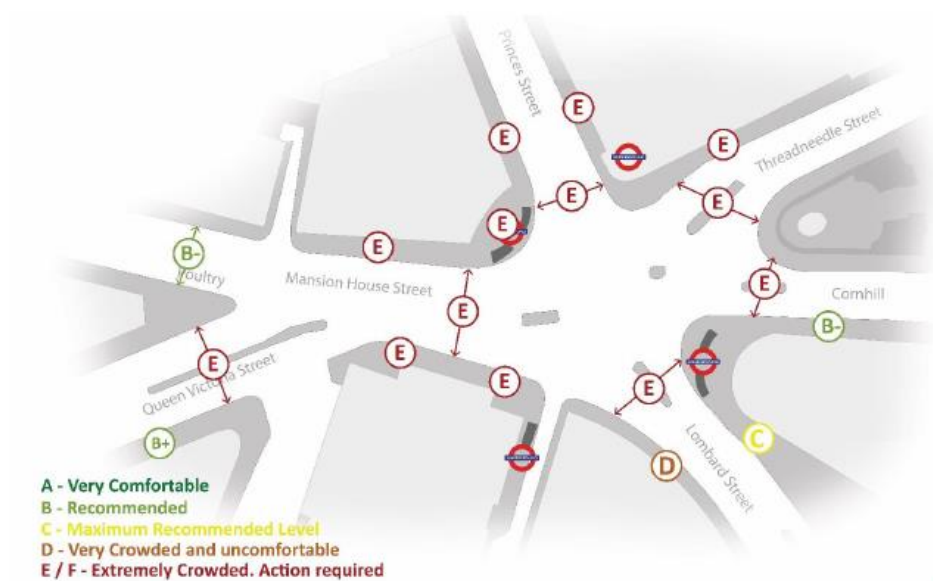 Princes Street
E
E
E
Threadneedle Street
E
E
E
E
B-
Poultry
Mansion House Street
E
Cornhill
E
B-
E
E
E
E
Queen Victoria Street
E
B+
Lombard Street
C
D
A - Very Comfortable
B - Recommended
C - Maximum Recommended Level
D - Very Crowded and uncomfortable
E / F - Extremely Crowded. Action required